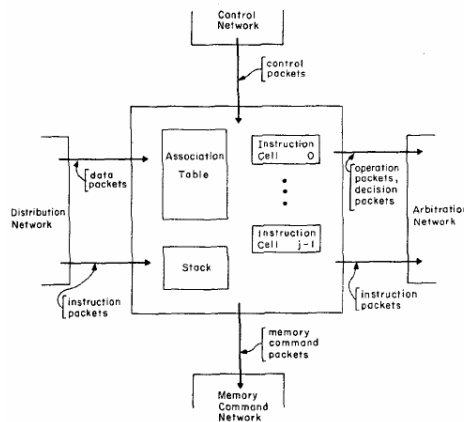 Control
Network
control
packets
Association
Table
Instruction
Cell 0
Instruction
Cell j-1
Stack
data
packets
Distribution
Network
instruction
packets
operation
packets,
decision
packets
Arbitration
Network
instruction
packets
memory
command
packets
Memory
Command
Network